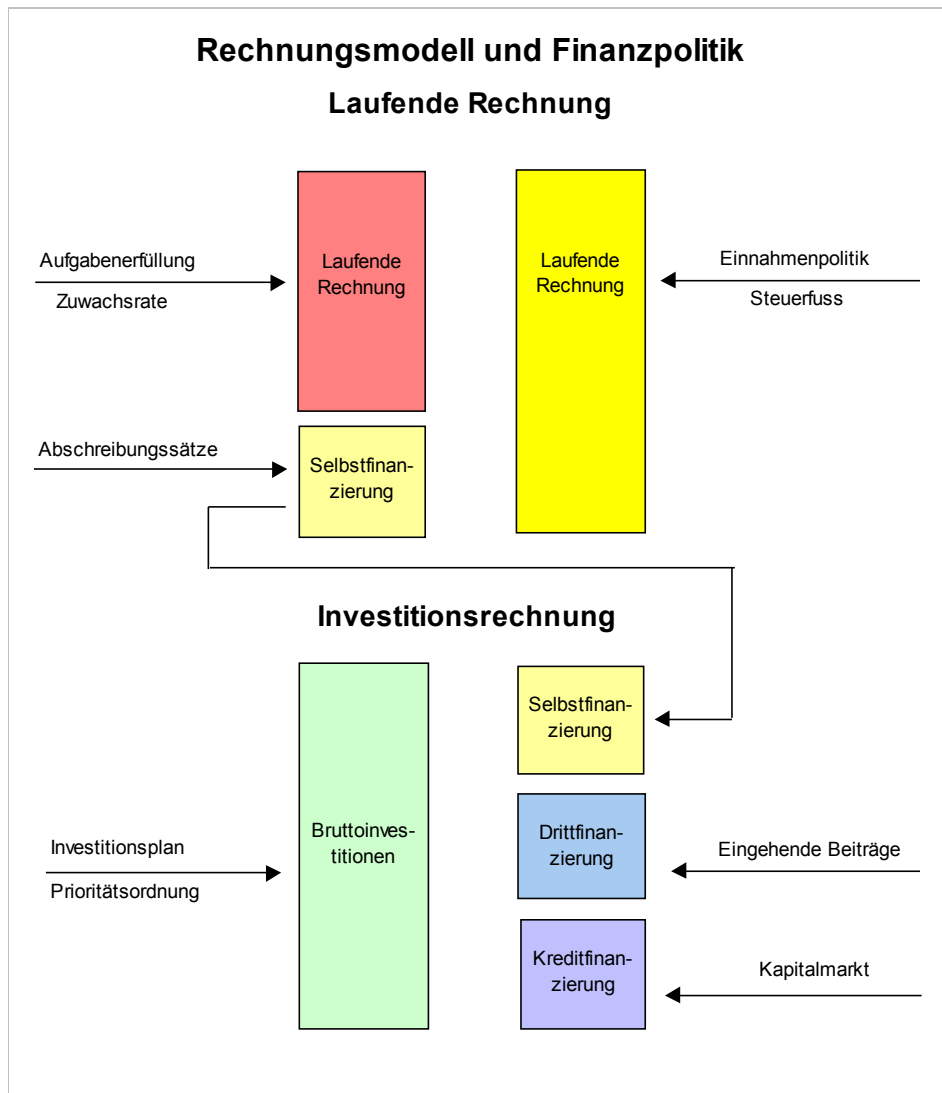 Rechnungsmodell und Finanzpolitik
Laufende Rechnung
Aufgabenerfüllung
Zuwachsrate
Laufende
Rechnung
Laufende
Rechnung
Einnahmenpolitik
Steuerfuss
Abschreibungssätze
Selbstfinan-
zierung
Investitionsrechnung
Selbstfinan-
zierung
Investitionsplan
Prioritätsordnung
Bruttoinves-
titionen
Drittfinan-
zierung
Eingehende Beiträge
Kreditfinan-
zierung
Kapitalmarkt